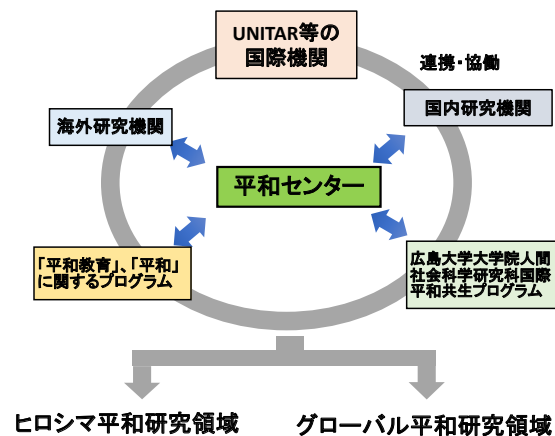 UNITAR等の
国際機関
連携・協働
海外研究機関
国内研究機関
平和センター
「平和教育」、「平和」
に関するプログラム
広島大学大学院人間
社会科学研究科国際
平和共生プログラム
ヒロシマ平和研究領域
グローバル平和研究領域